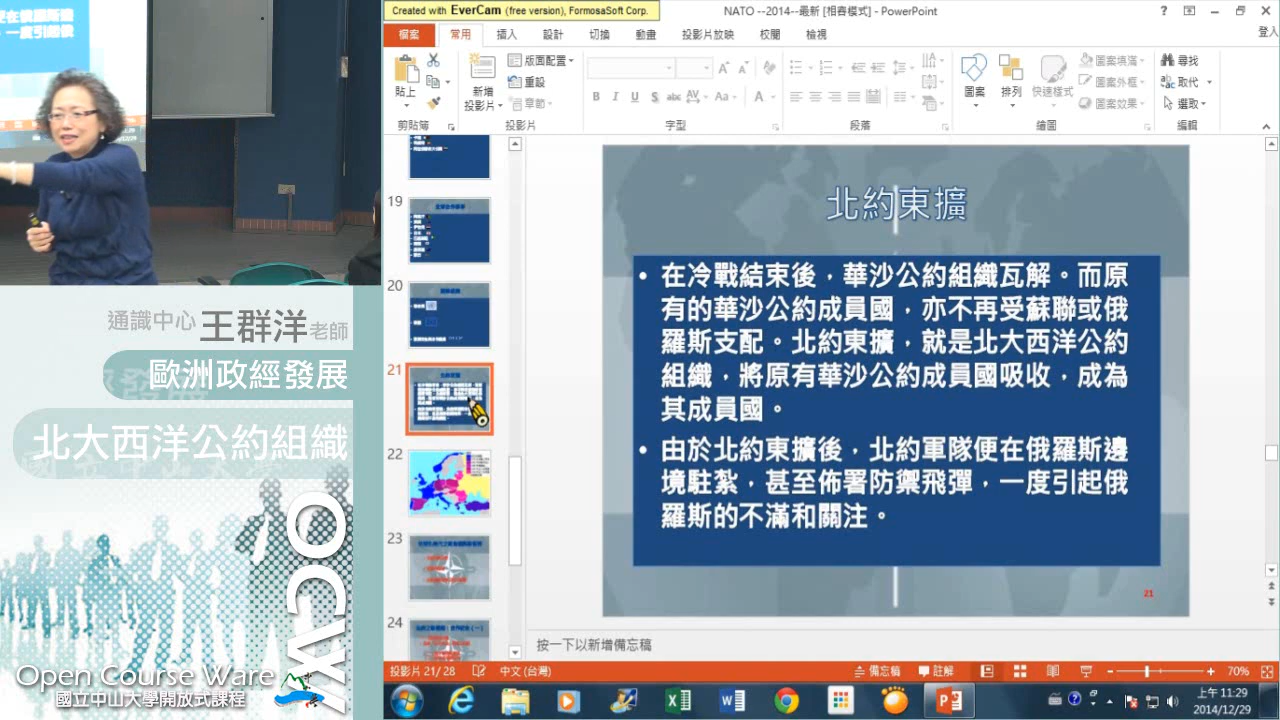 Created with EverCam (free version), FormosaSoft Corp.
NATO --2014--最新 [相容模式] - PowerPoint
檔案
常用
插入
設計
切換
動畫
投影片放映
校閱
檢視
登入
貼上
剪貼簿
新增
投影片
版面配置
重設
章節
投影片
B I U S abc AV Aa A
字型
段落
圖案
排列
快速樣式
圖案填滿
圖案外框
圖案效果
繪圖
尋找
取代
選取
編輯
19
20
21
22
23
24
北約東擴
• 在冷戰結束後，華沙公約組織瓦解。而原
有的華沙公約成員國，亦不再受蘇聯或俄
羅斯支配。北約東擴，就是北大西洋公約
組織，將原有華沙公約成員國吸收，成為
其成員國。
• 由於北約東擴後，北約軍隊便在俄羅斯邊
境駐紮，甚至佈署防禦飛彈，一度引起俄
羅斯的不滿和關注。
21
按一下以新增備忘稿
投影片 21/ 28
中文 (台灣)
備忘稿
註解
70%
上午 11:29
2014/12/29
通識中心 王群洋老師
歐洲政經發展
北大西洋公約組織
OCW
Open Course Ware
國立中山大學開放式課程